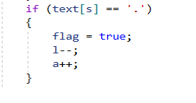 if (text[s] == '.')
{
flag = true;
l--;
a++;
}